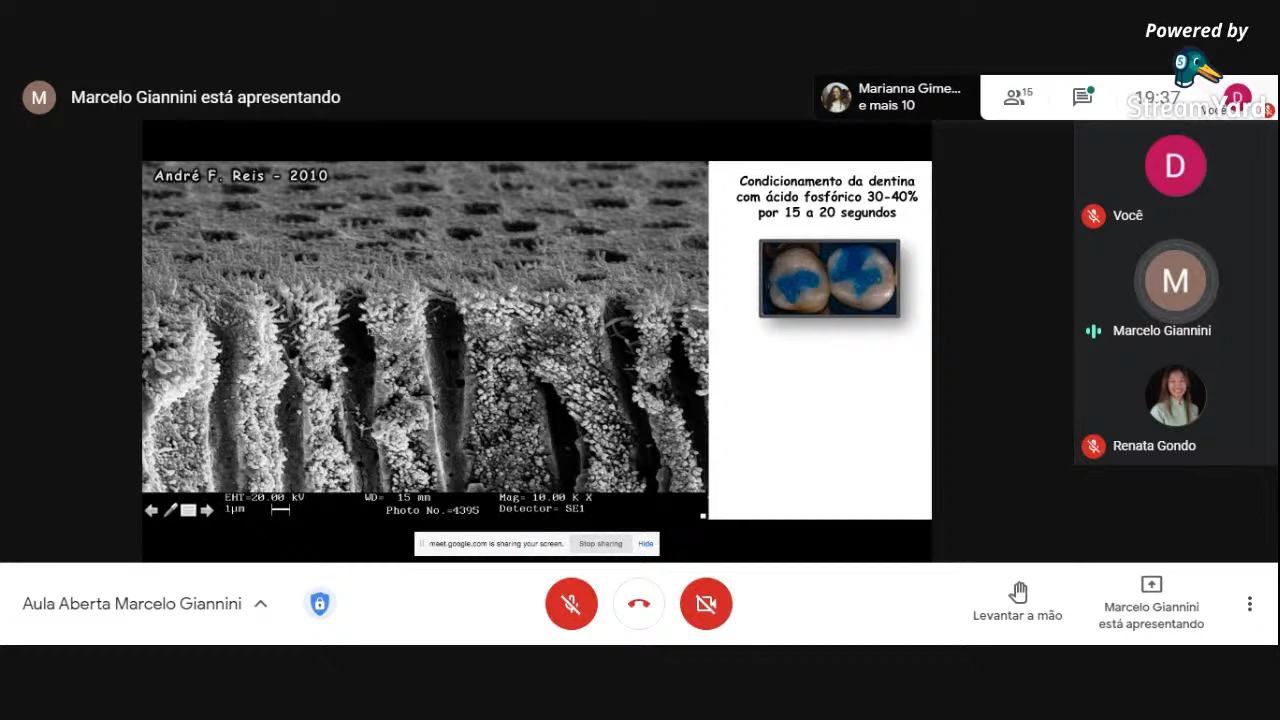 Powered by
StreamYard
M
Marcelo Giannini está apresentando
Marianna Gime...
e mais 10
15
19:37
D
Você
André F. Reis - 2010
Condicionamento da dentina
com ácido fosfórico 30-40%
por 15 a 20 segundos
D
Você
M
Marcelo Giannini
Renata Gondo
EHT=20.00 kV
WD= 15 mm
Mag= 10.00 K X
1µm
Photo No.=4395
Detector= SE1
meet.google.com is sharing your screen.
Stop sharing
Hide
Aula Aberta Marcelo Giannini
Levantar a mão
Marcelo Giannini
está apresentando